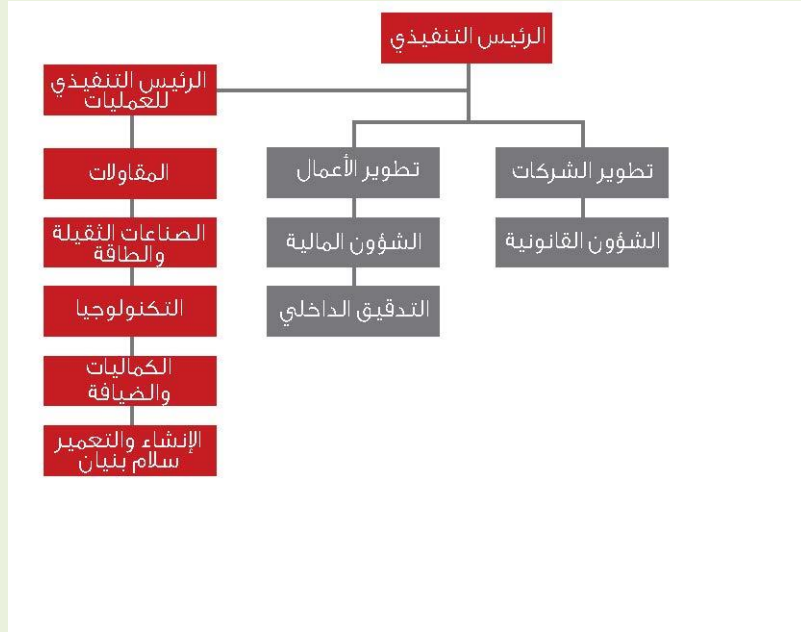 الرئيس التنفيذي
الرئيس التنفيذي
للعمليات
تطوير الشركات
تطوير الأعمال
المقاولات
الشؤون القانونية
الشؤون المالية
الصناعات الثقيلة
والطاقة
التدقيق الداخلي
التكنولوجيا
الكماليات
والضيافة
الإنشاء والتعمير
سلام بنيان